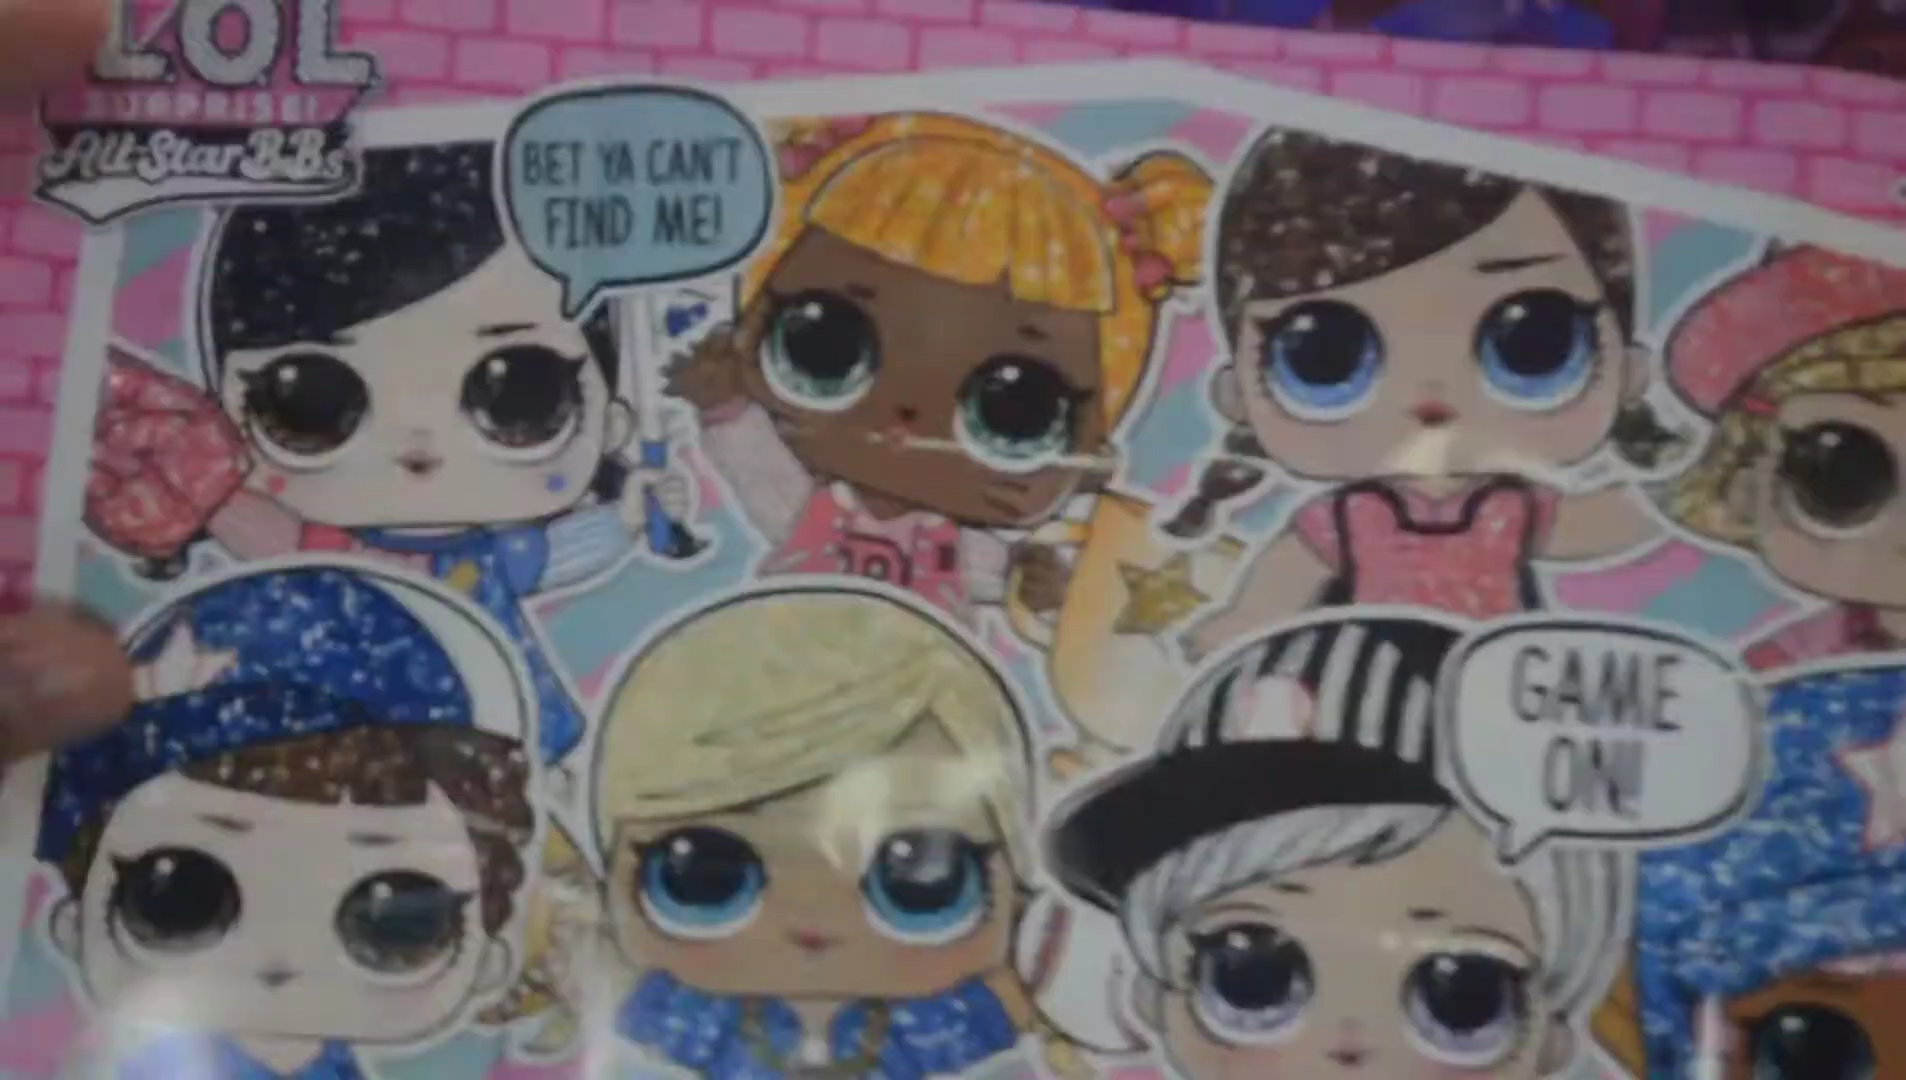 L.O.L.
SURPRISE!
All-Star B.B.s
BET YA CAN'T
FIND ME!
GAME
ON!